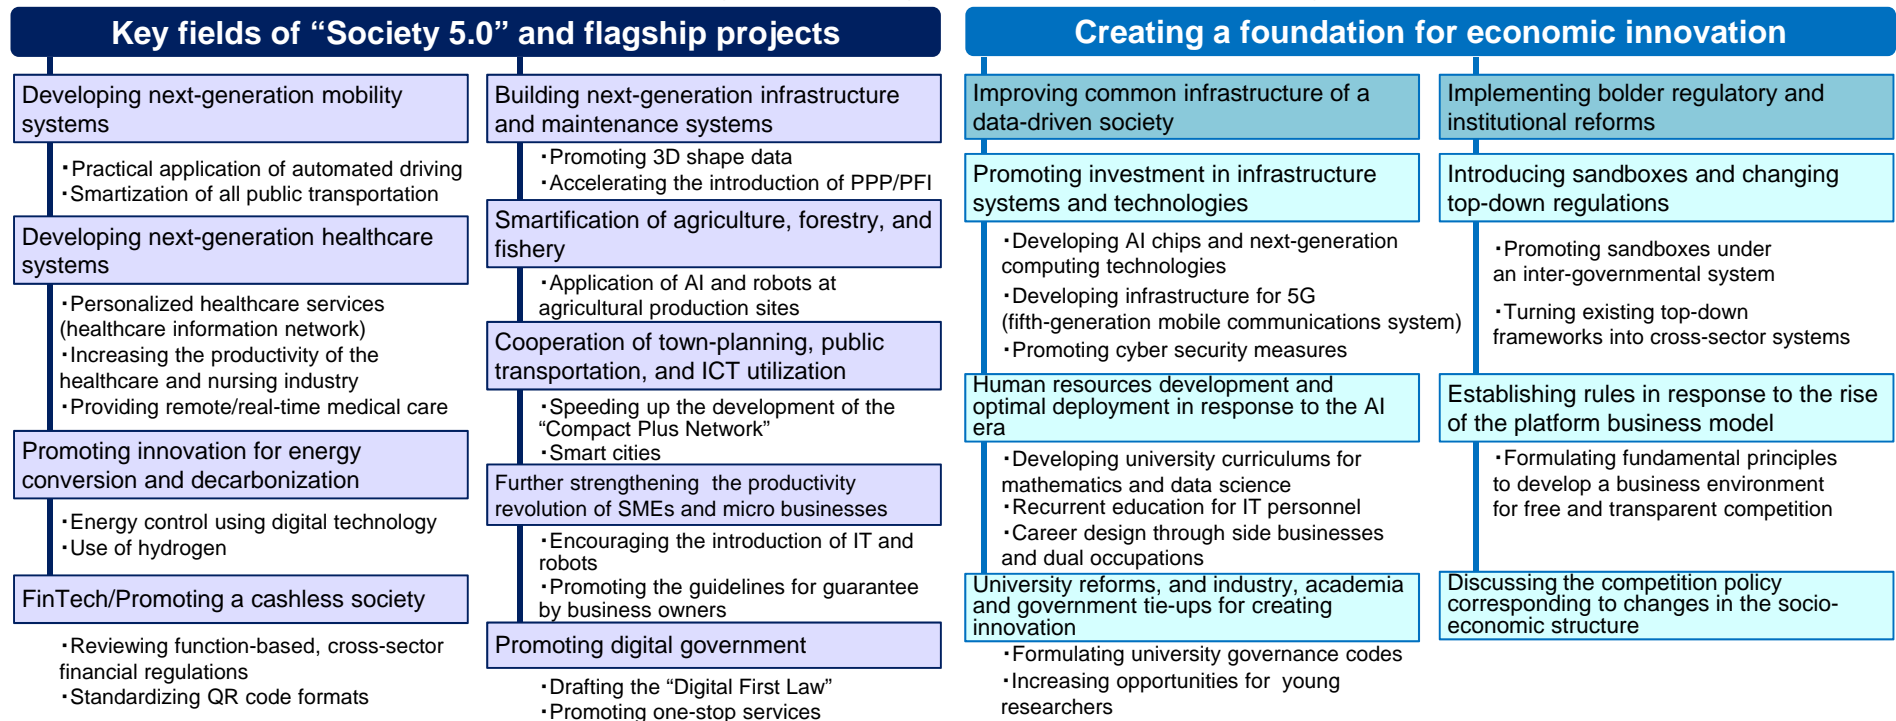 Key fields of “Society 5.0” and flagship projects
Developing next-generation mobility
systems
・Practical application of automated driving
・Smartization of all public transportation
Developing next-generation healthcare
systems
・Personalized healthcare services
(healthcare information network)
・Increasing the productivity of the
healthcare and nursing industry
・Providing remote/real-time medical care
Promoting innovation for energy
conversion and decarbonization
・Energy control using digital technology
・Use of hydrogen
FinTech/Promoting a cashless society
・Reviewing function-based, cross-sector
financial regulations
・Standardizing QR code formats
Building next-generation infrastructure
and maintenance systems
・Promoting 3D shape data
・Accelerating the introduction of PPP/PFI
Smartification of agriculture, forestry, and
fishery
・Application of AI and robots at
agricultural production sites
Cooperation of town-planning, public
transportation, and ICT utilization
・Speeding up the development of the
“Compact Plus Network”
・Smart cities
Further strengthening the productivity
revolution of SMEs and micro businesses
・Encouraging the introduction of IT and
robots
・Promoting the guidelines for guarantee
by business owners
Promoting digital government
・Drafting the “Digital First Law”
・Promoting one-stop services
Creating a foundation for economic innovation
Improving common infrastructure of a
data-driven society
Promoting investment in infrastructure
systems and technologies
・Developing AI chips and next-generation
computing technologies
・Developing infrastructure for 5G
(fifth-generation mobile communications system)
・Promoting cyber security measures
Human resources development and
optimal deployment in response to the AI
era
・Developing university curriculums for
mathematics and data science
・Recurrent education for IT personnel
・Career design through side businesses
and dual occupations
University reforms, and industry, academia
and government tie-ups for creating
innovation
・Formulating university governance codes
・Increasing opportunities for young
researchers
Implementing bolder regulatory and
institutional reforms
Introducing sandboxes and changing
top-down regulations
・Promoting sandboxes under
an inter-governmental system
・Turning existing top-down
frameworks into cross-sector systems
Establishing rules in response to the rise
of the platform business model
・Formulating fundamental principles
to develop a business environment
for free and transparent competition
Discussing the competition policy
corresponding to changes in the socio-
economic structure